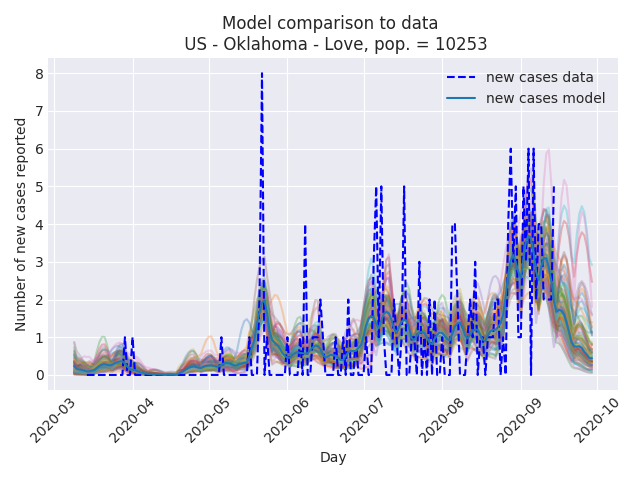 Model comparison to data
US - Oklahoma - Love, pop. = 10253
new cases data
new cases model
Number of new cases reported
8
7
6
5
4
3
2
1
0
2020-03
2020-04
2020-05
2020-06
2020-07
2020-08
2020-09
2020-10
Day